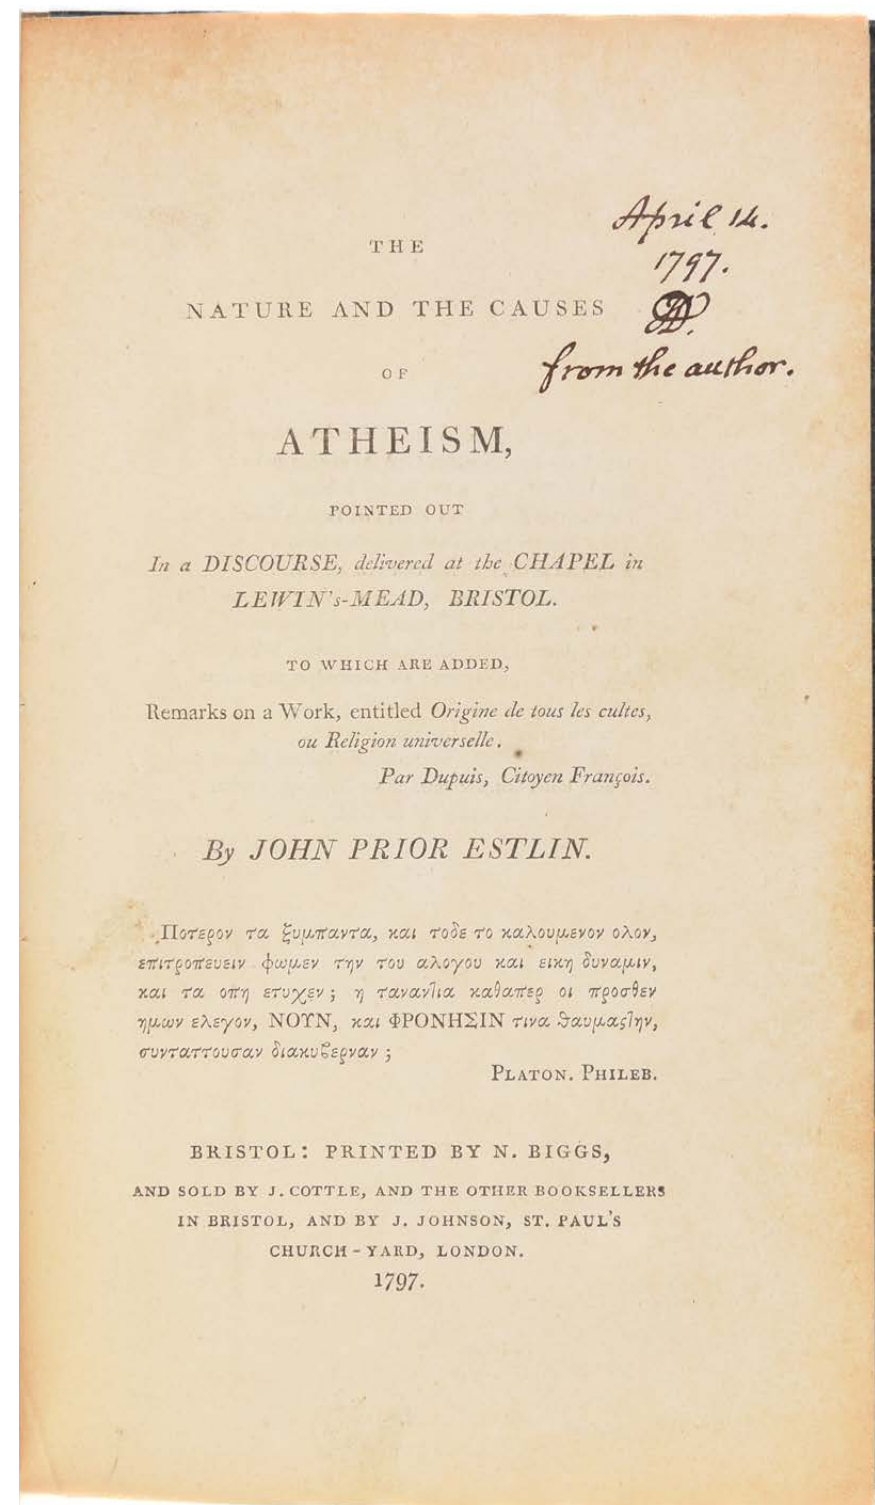 April 14.
1797.
from the author.
THE
NATURE AND THE CAUSES
OF
ATHEISM,
POINTED OUT
In a DISCOURSE, delivered at the CHAPEL in
LEWIN's-MEAD, BRISTOL.
TO WHICH ARE ADDED,
Remarks on a Work, entitled Origine de tous les cultes,
ou Religion universelle.
Par Dupuis, Citoyen François.
By JOHN PRIOR ESTLIN.
Ποτερον τα ξυμπαντα, και τοδε το καλουμενον ολον,
επιτροπευειν φωμεν την του αλογου και εικη δυναμιν,
και τα οπη ετυχεν; η ταναντια καθαπερ οι προσθεν
ημων ελεγον, ΝΟΥΝ, και ΦΡΟΝΗΣΙΝ τινα θαυμαστην,
συνταττουσαν διακυβερναν;
PLATON. PHILEB.
BRISTOL: PRINTED BY N. BIGGS,
AND SOLD BY J. COTTLE, AND THE OTHER BOOKSELLERS
IN BRISTOL, AND BY J. JOHNSON, ST. PAUL'S
CHURCH-YARD, LONDON.
1797.